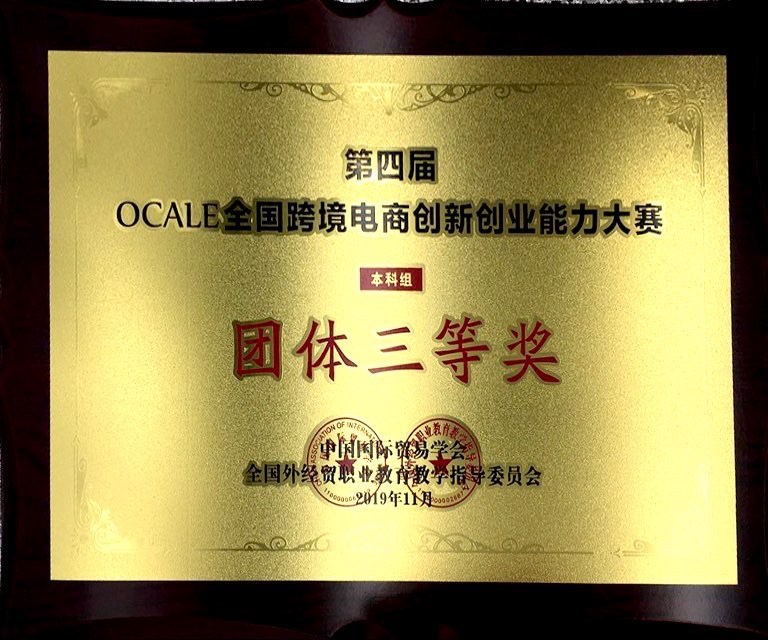 第四届
OCALE全国跨境电商创新创业能力大赛
本科组
团体三等奖
中国国际贸易学会
全国外经贸职业教育教学指导委员会
2019年11月